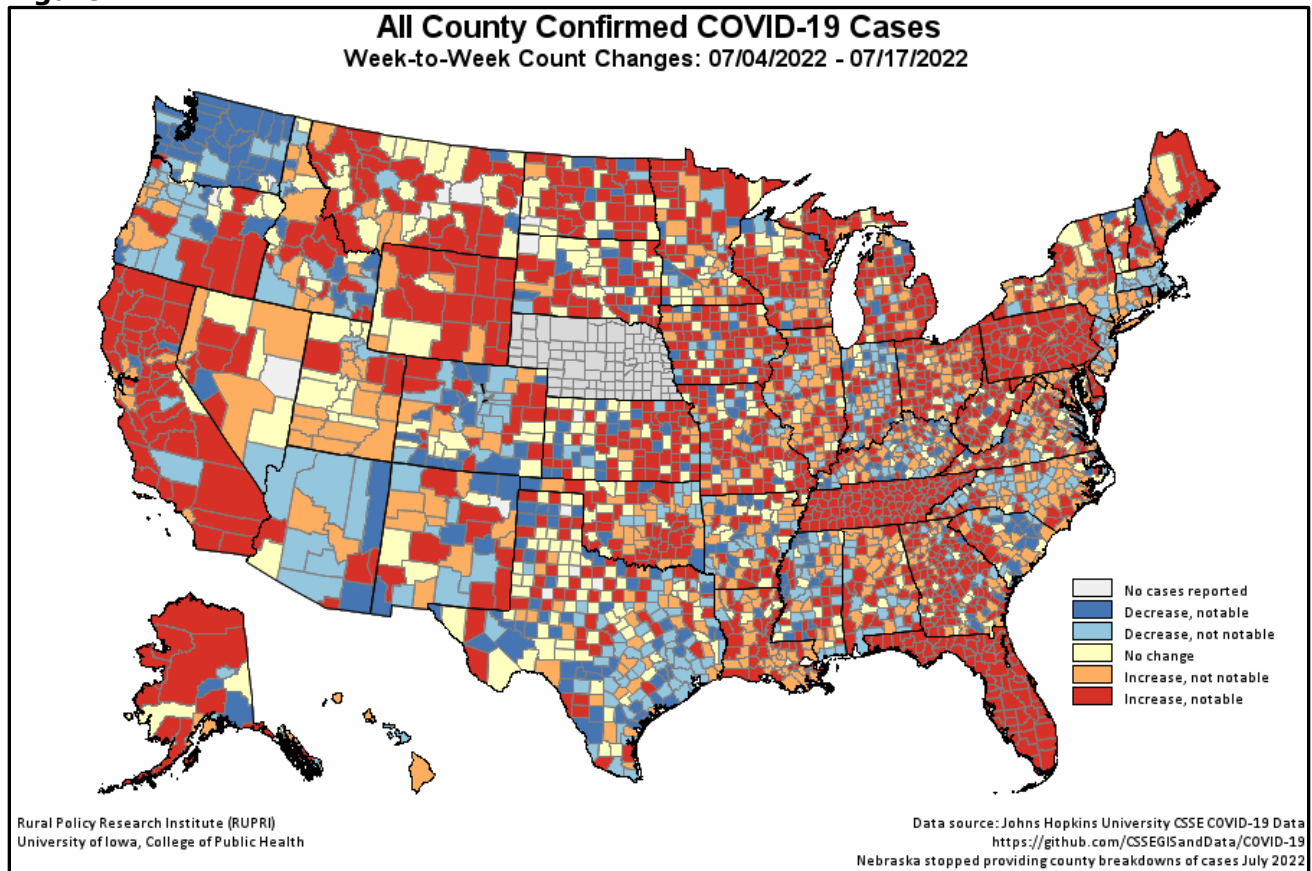 All County Confirmed COVID-19 Cases
Week-to-Week Count Changes: 07/04/2022 - 07/17/2022
No cases reported
Decrease, notable
Decrease, not notable
No change
Increase, not notable
Increase, notable
Rural Policy Research Institute (RUPRI)
University of Iowa, College of Public Health
Data source: Johns Hopkins University CSSE COVID-19 Data
https://github.com/CSSEGISandData/COVID-19
Nebraska stopped providing county breakdowns of cases July 2022